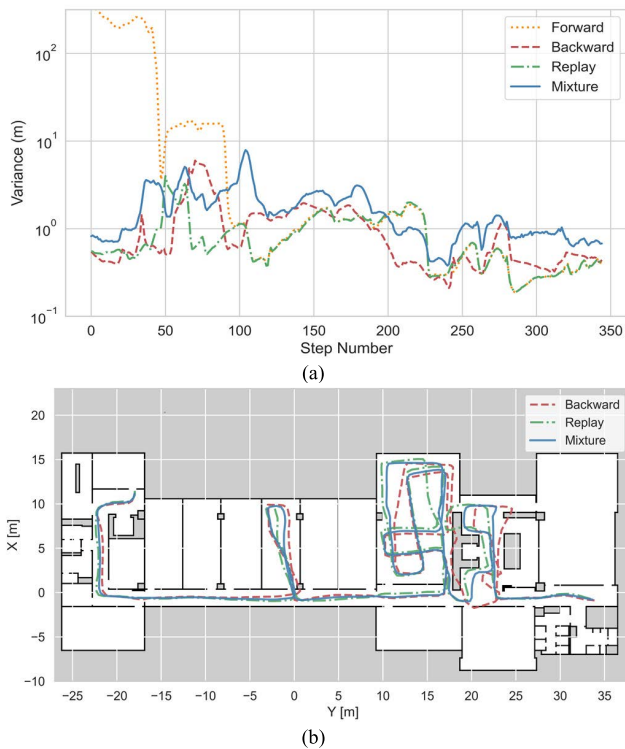 10²
10¹
10⁰
10⁻¹
Variance (m)
Forward
Backward
Replay
Mixture
0 50 100 150 200 250 300 350
Step Number
(a)
20
15
10
5
0
−5
−10
X [m]
Backward
Replay
Mixture
−25 −20 −15 −10 −5 0 5 10 15 20 25 30 35
Y [m]
(b)